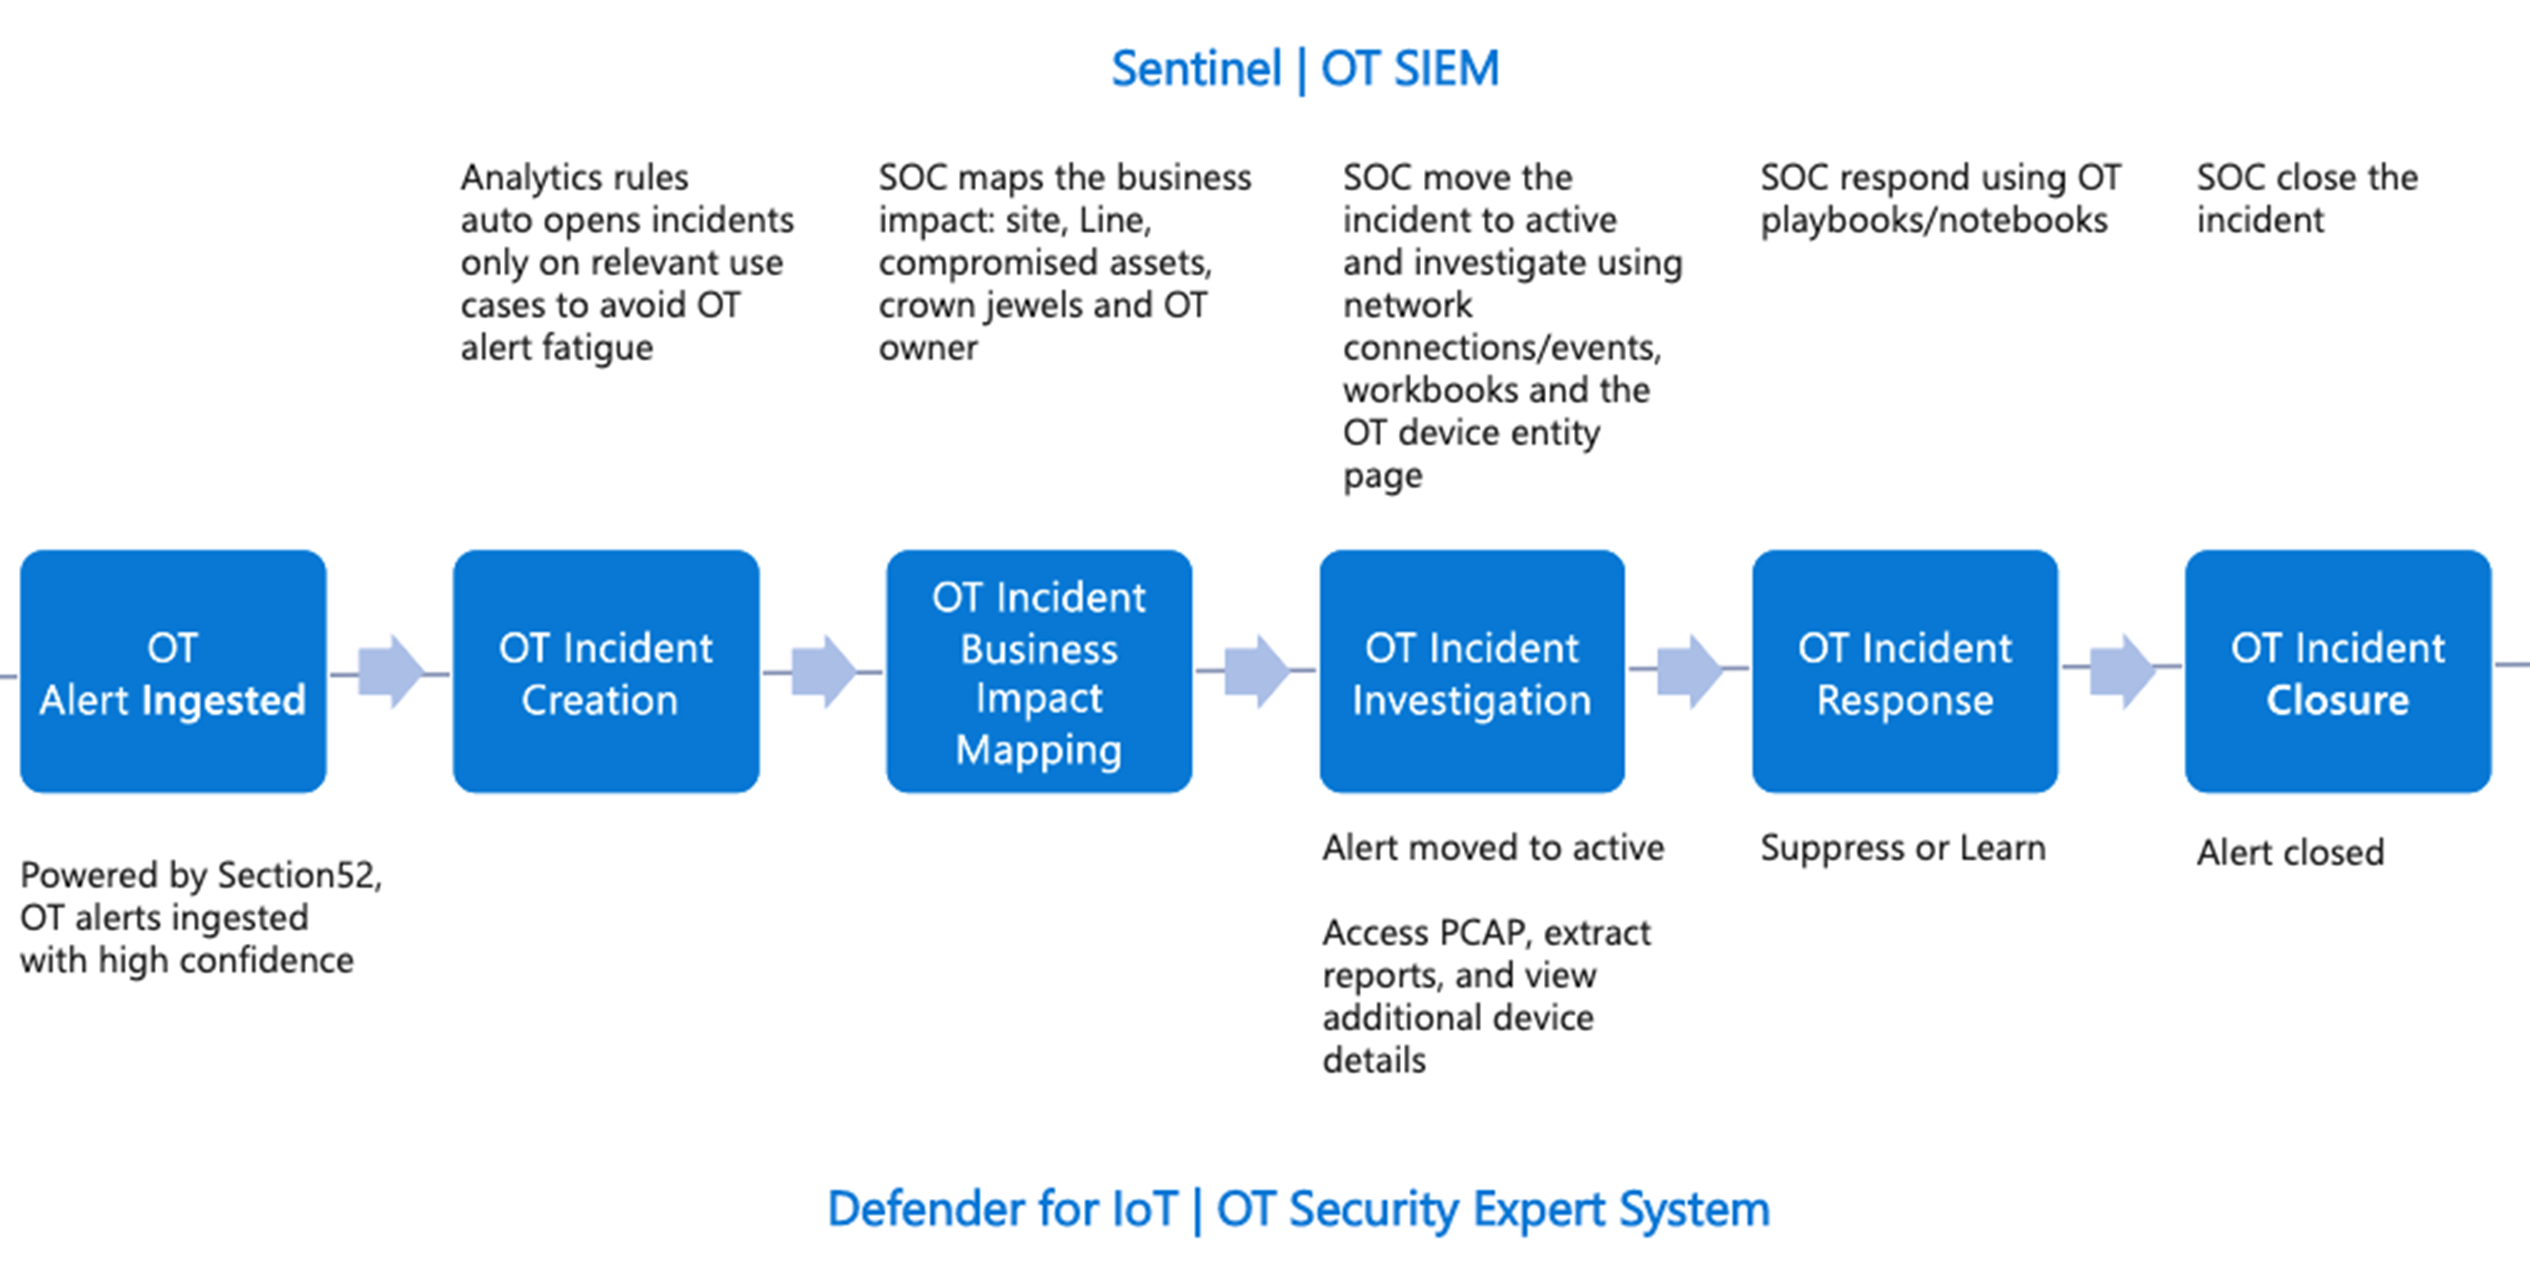 Sentinel | OT SIEM
Analytics rules
auto opens incidents
only on relevant use
cases to avoid OT
alert fatigue
SOC maps the business
impact: site, Line,
compromised assets,
crown jewels and OT
owner
SOC move the
incident to active
and investigate using
network
connections/events,
workbooks and the
OT device entity
page
SOC respond using OT
playbooks/notebooks
SOC close the
incident
OT
Alert Ingested
OT Incident
Creation
OT Incident
Business
Impact
Mapping
OT Incident
Investigation
OT Incident
Response
OT Incident
Closure
Powered by Section52,
OT alerts ingested
with high confidence
Alert moved to active
Access PCAP, extract
reports, and view
additional device
details
Suppress or Learn
Alert closed
Defender for IoT | OT Security Expert System